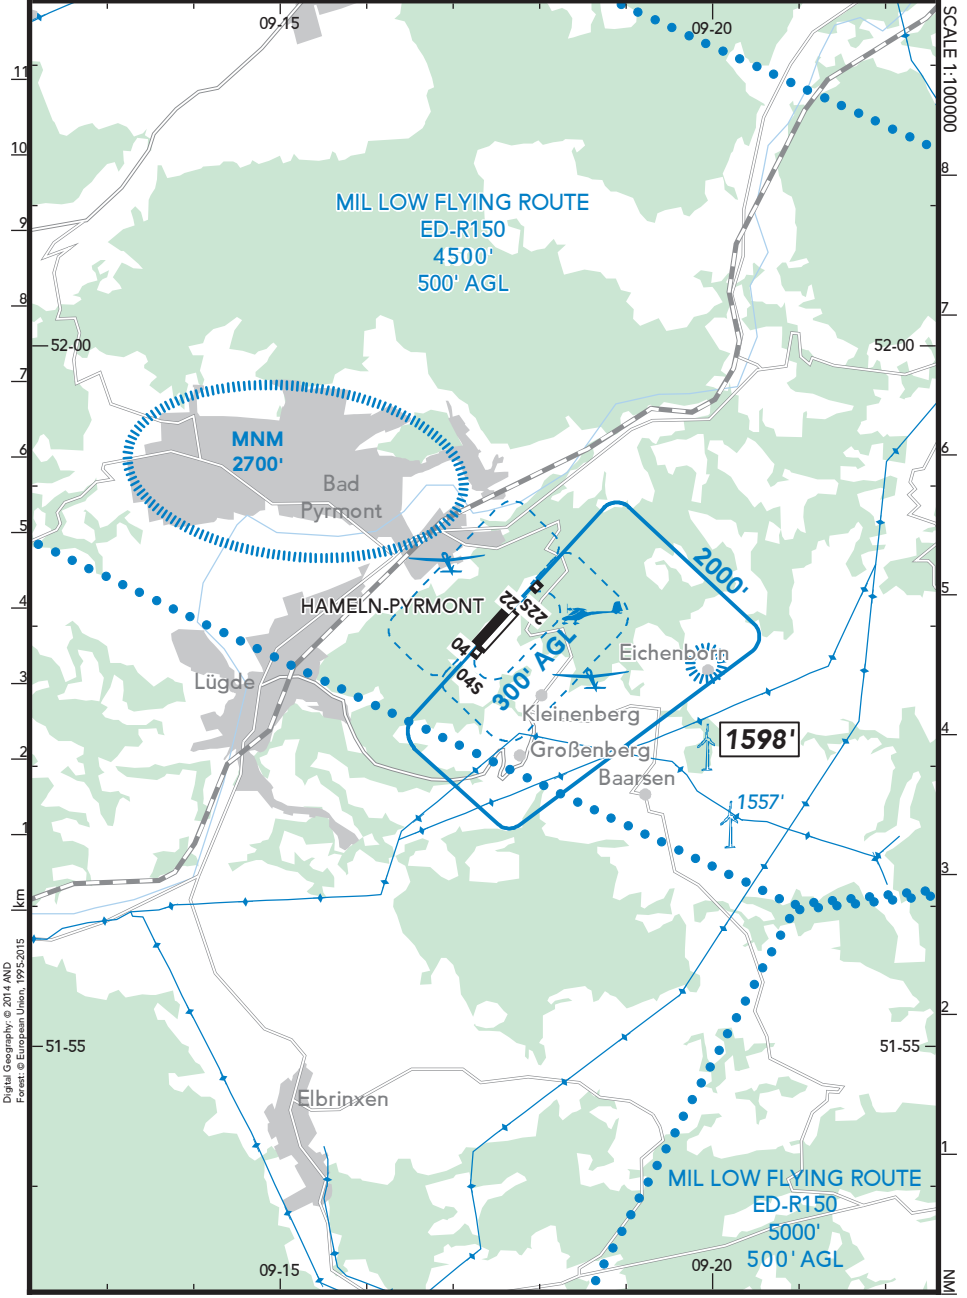 09-15
09-20
SCALE 1:100000
11
10
9
8
7
6
5
4
3
2
1
km
8
7
6
5
4
3
2
1
NM
MIL LOW FLYING ROUTE
ED-R150
4500'
500' AGL
52-00
52-00
MNM
2700'
Bad
Pyrmont
2000'
HAMELN-PYRMONT
22
22S
04
04S
300' AGL
Eichenborn
Lügde
Kleinenberg
Großenberg
Baarsen
1598'
1557'
Digital Geography: © 2014 AND
Forest: © European Union, 1995-2015
51-55
51-55
Elbrinxen
MIL LOW FLYING ROUTE
ED-R150
5000'
500' AGL
09-15
09-20